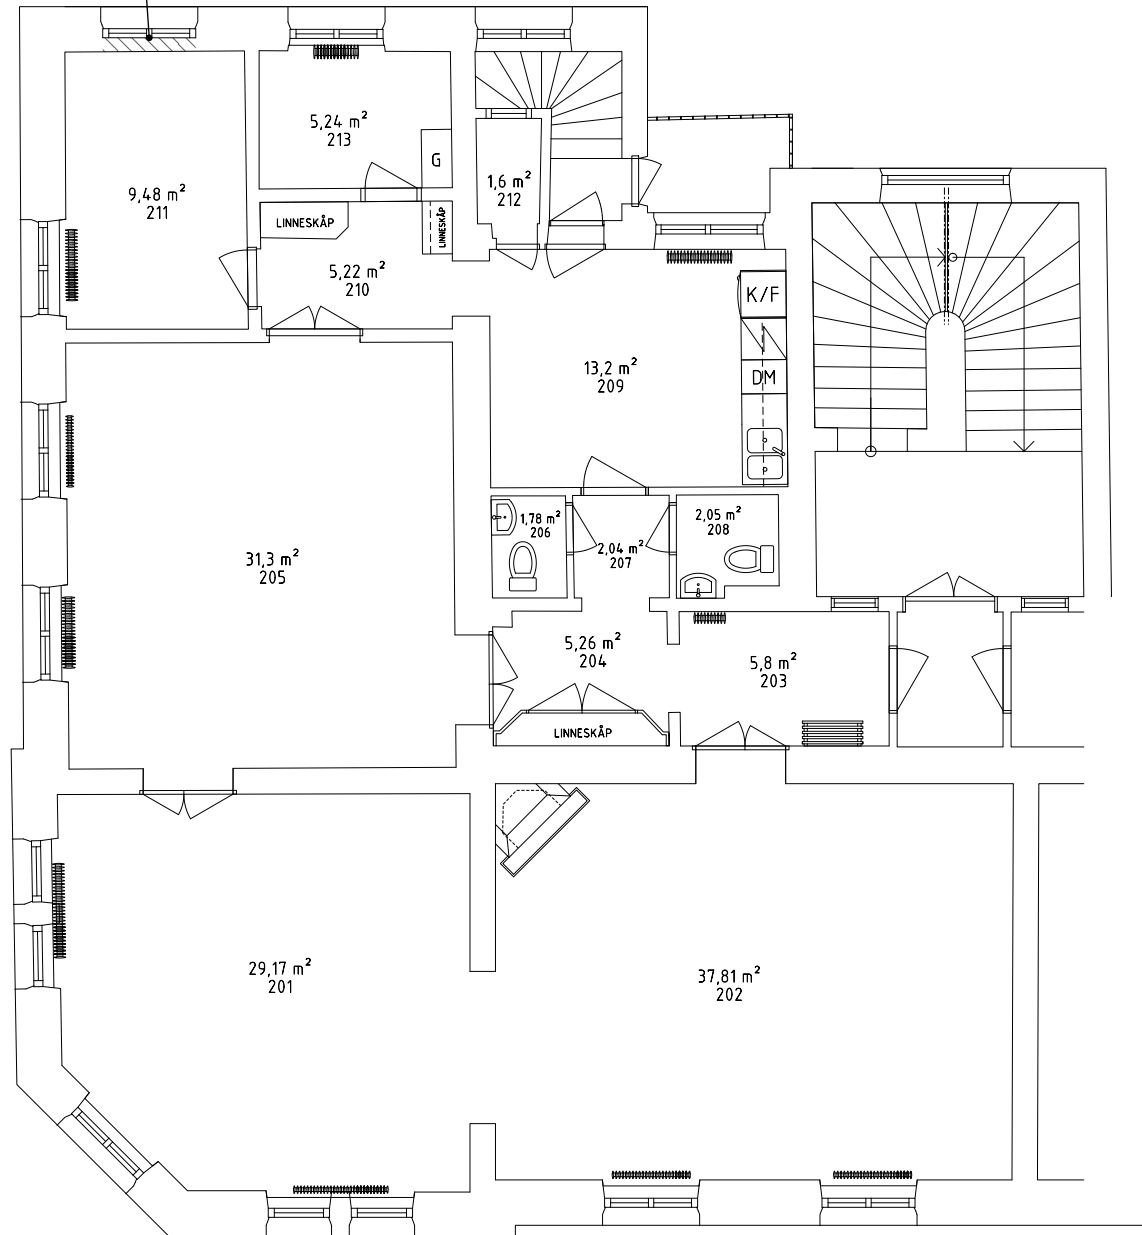 5,24 m²
213
G
9,48 m²
211
1,6 m²
212
LINNESKÅP
LINNESKÅP
5,22 m²
210
K/F
13,2 m²
209
DM
1,78 m²
206
2,05 m²
208
2,04 m²
207
31,3 m²
205
5,26 m²
204
5,8 m²
203
LINNESKÅP
29,17 m²
201
37,81 m²
202